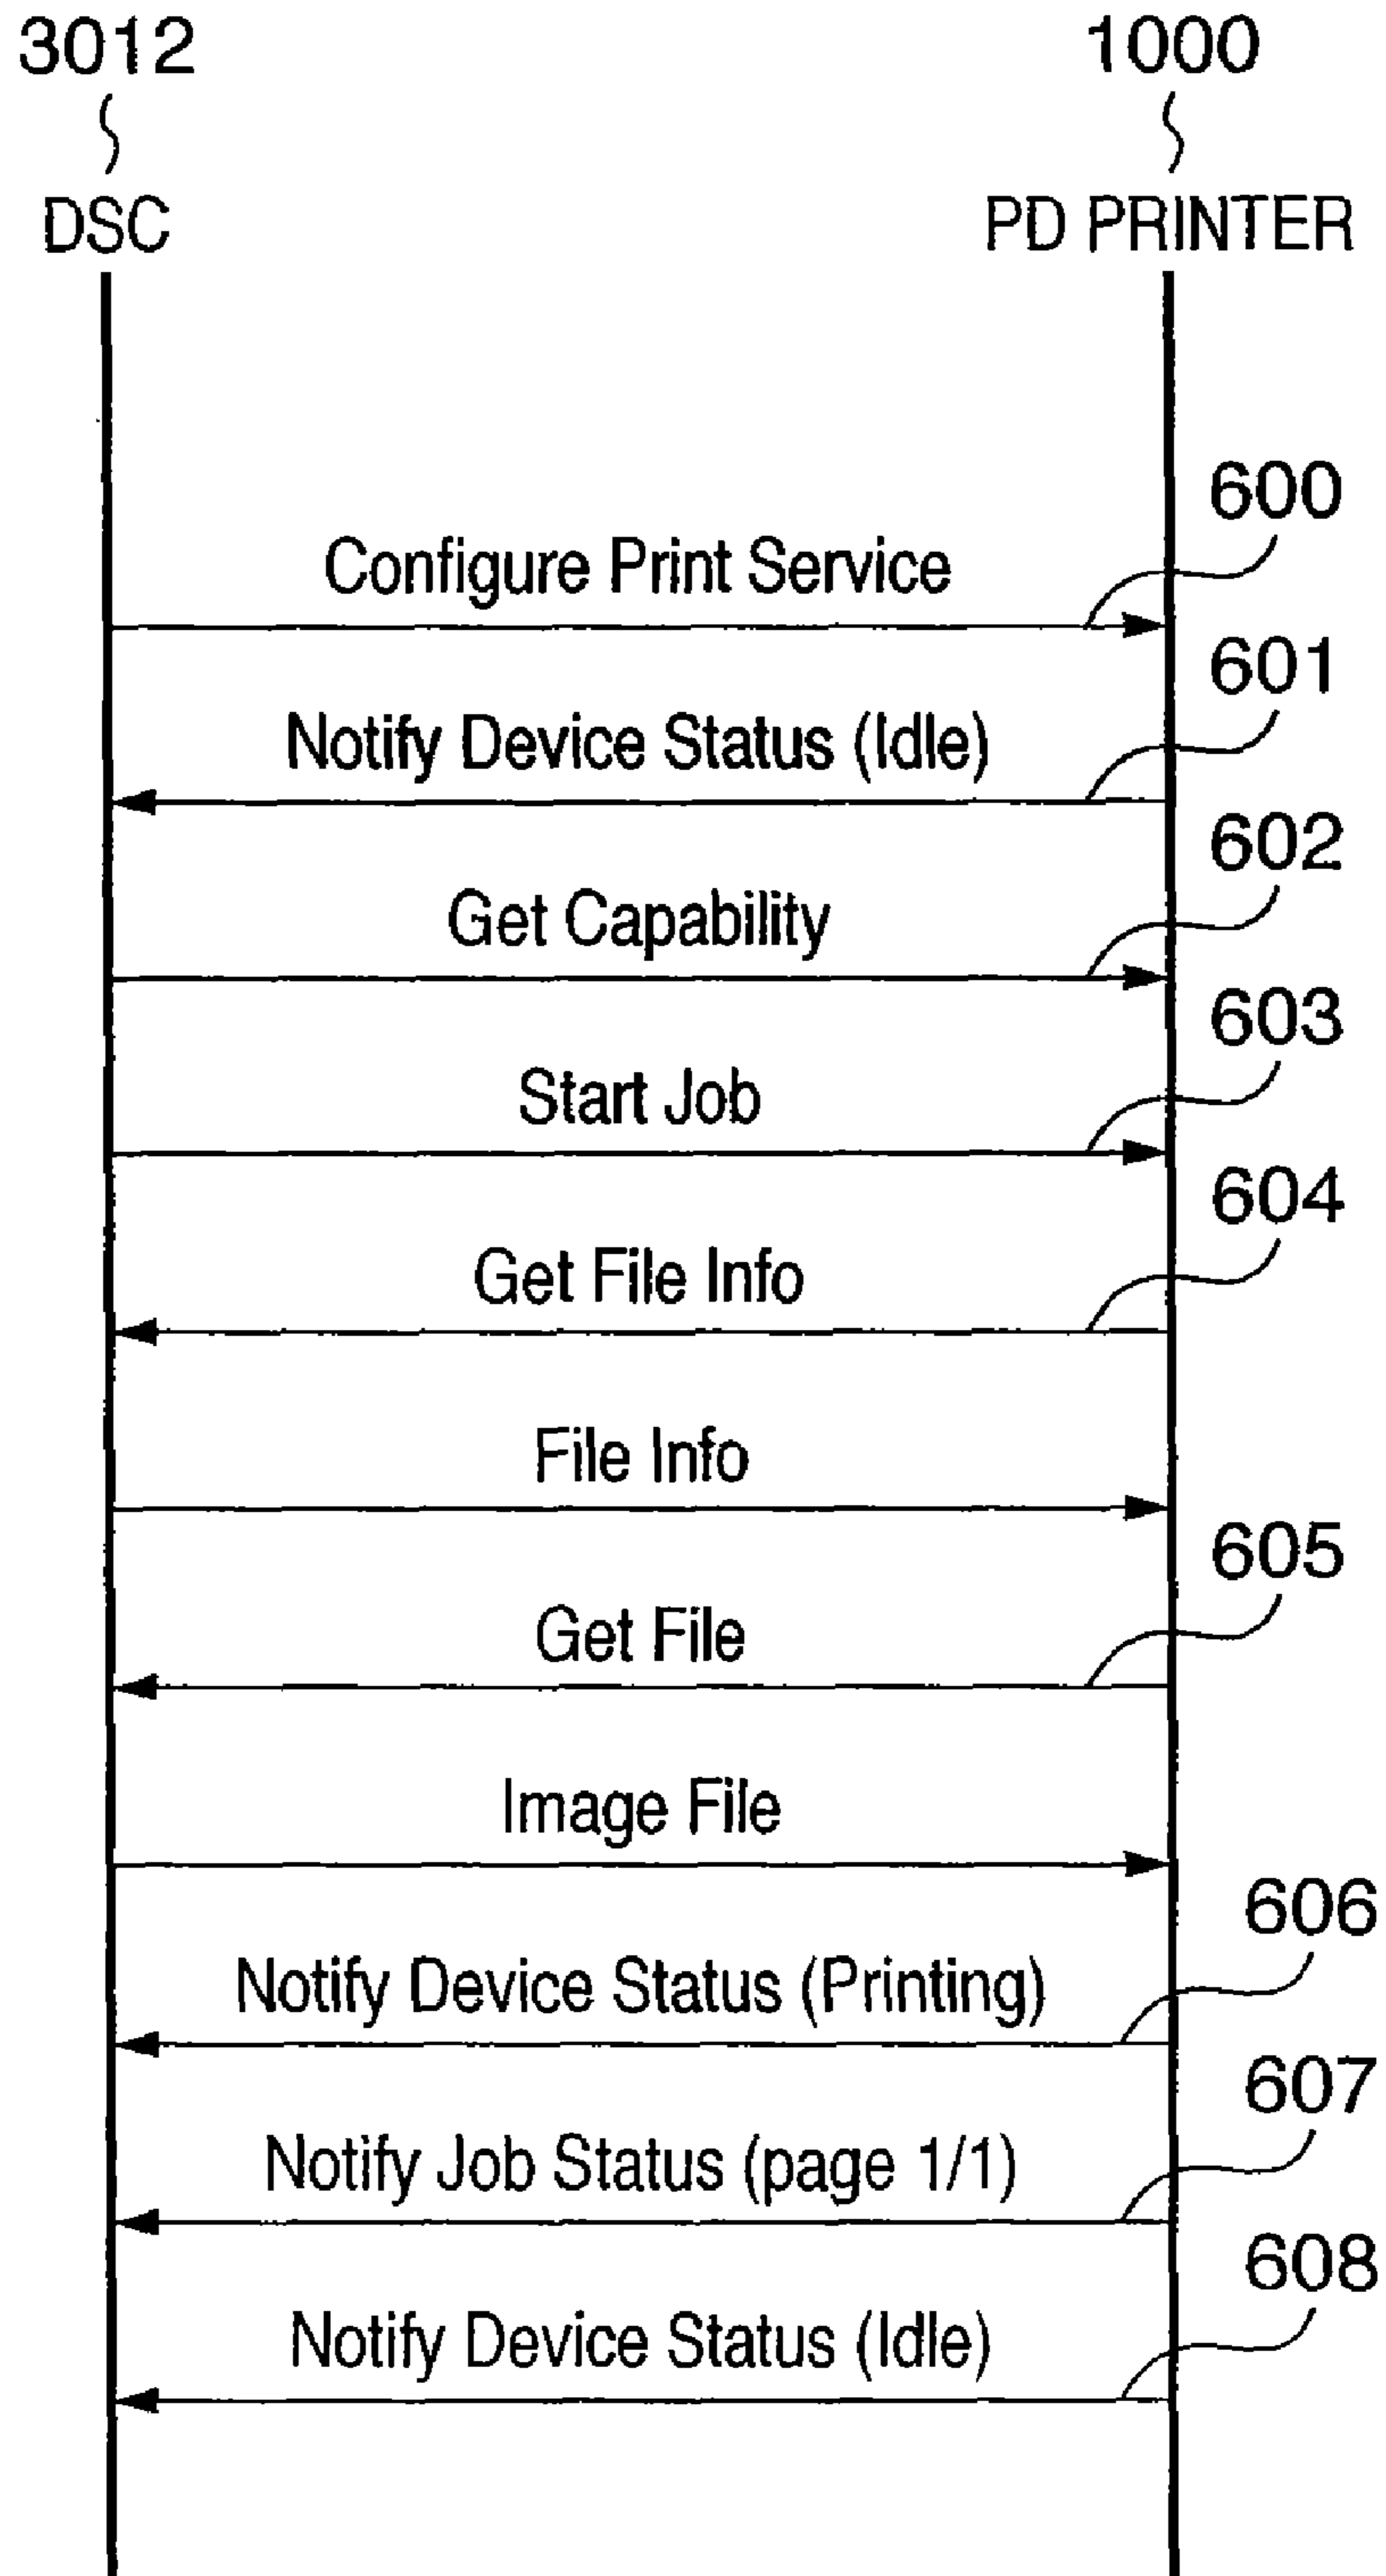 3012
1000
DSC
PD PRINTER
600
Configure Print Service
601
Notify Device Status (Idle)
602
Get Capability
603
Start Job
604
Get File Info
File Info
605
Get File
Image File
606
Notify Device Status (Printing)
607
Notify Job Status (page 1/1)
608
Notify Device Status (Idle)